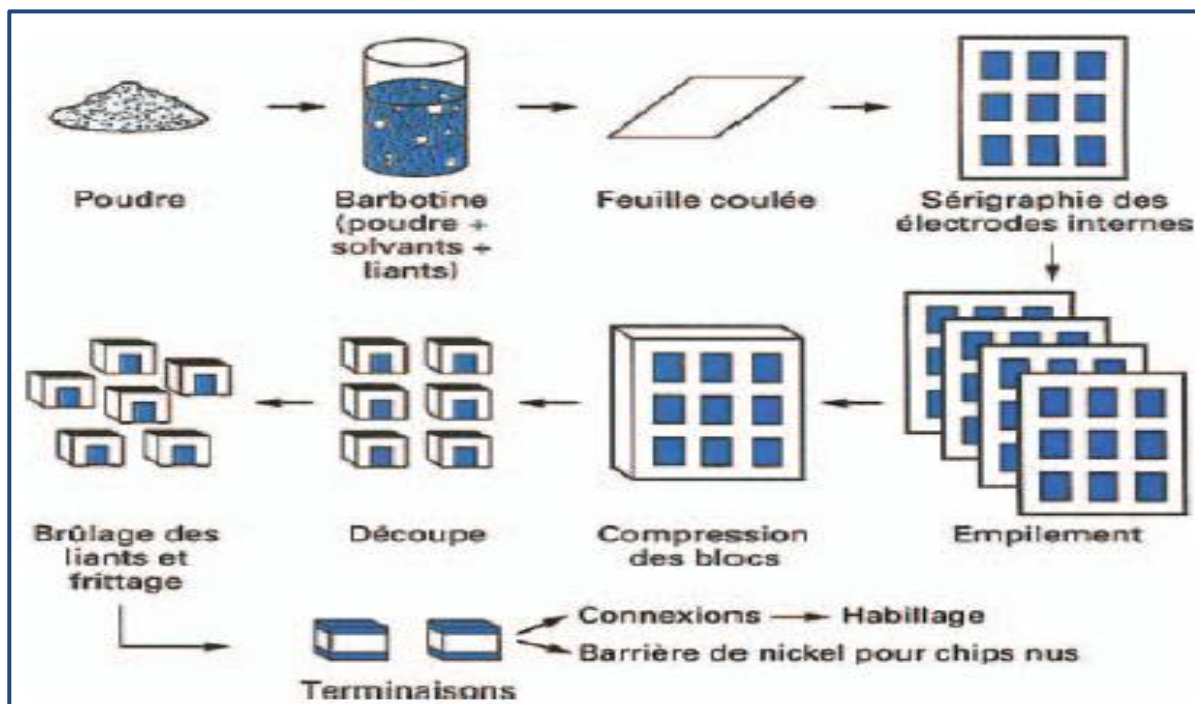 Poudre
Barbotine
(poudre +
solvants +
liants)
Feuille coulée
Sérigraphie des
électrodes internes
Empilement
Compression
des blocs
Découpe
Brûlage des
liants et
frittage
Terminaisons
Connexions
Habillage
Barrière de nickel pour chips nus